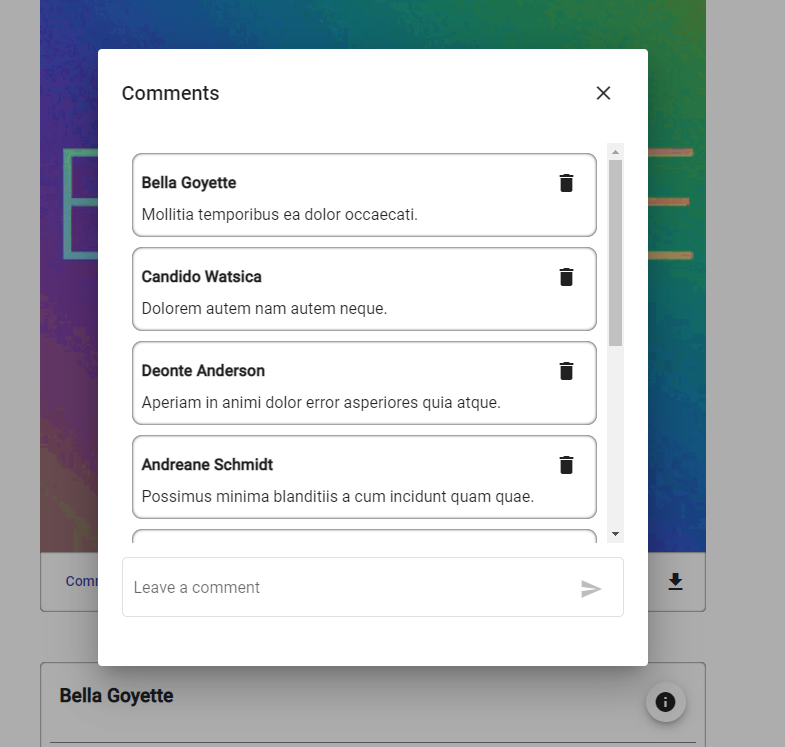 Comments
Bella Goyette
Mollitia temporibus ea dolor occaecati.
Candido Watsica
Dolorem autem nam autem neque.
Deonte Anderson
Aperiam in animi dolor error asperiores quia atque.
Andreane Schmidt
Possimus minima blanditiis a cum incidunt quam quae.
Leave a comment
Bella Goyette